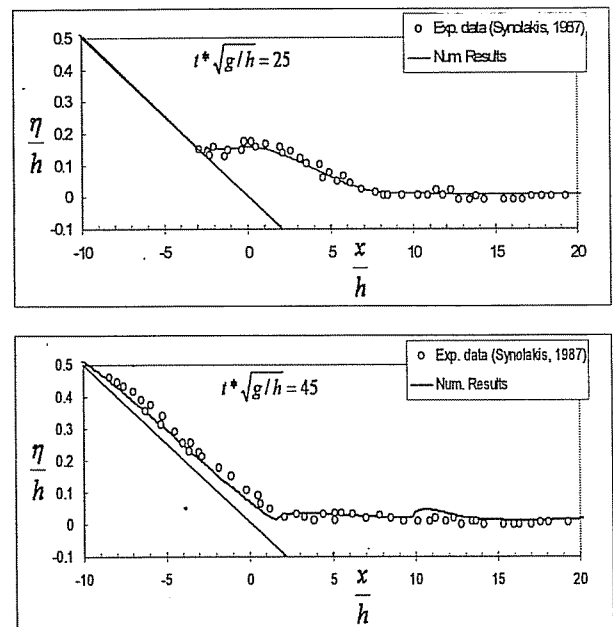 0.5
0.4
0.3
0.2
0.1
0
-0.1
η/h
t*√g/h = 25
o Exp. data (Synolakis, 1987)
— Num. Results
-10 -5 0 5 10 15 20
x/h
0.5
0.4
0.3
0.2
0.1
0
-0.1
η/h
t*√g/h = 45
o Exp. data (Synolakis, 1987)
— Num. Results
-10 -5 0 5 10 15 20
x/h